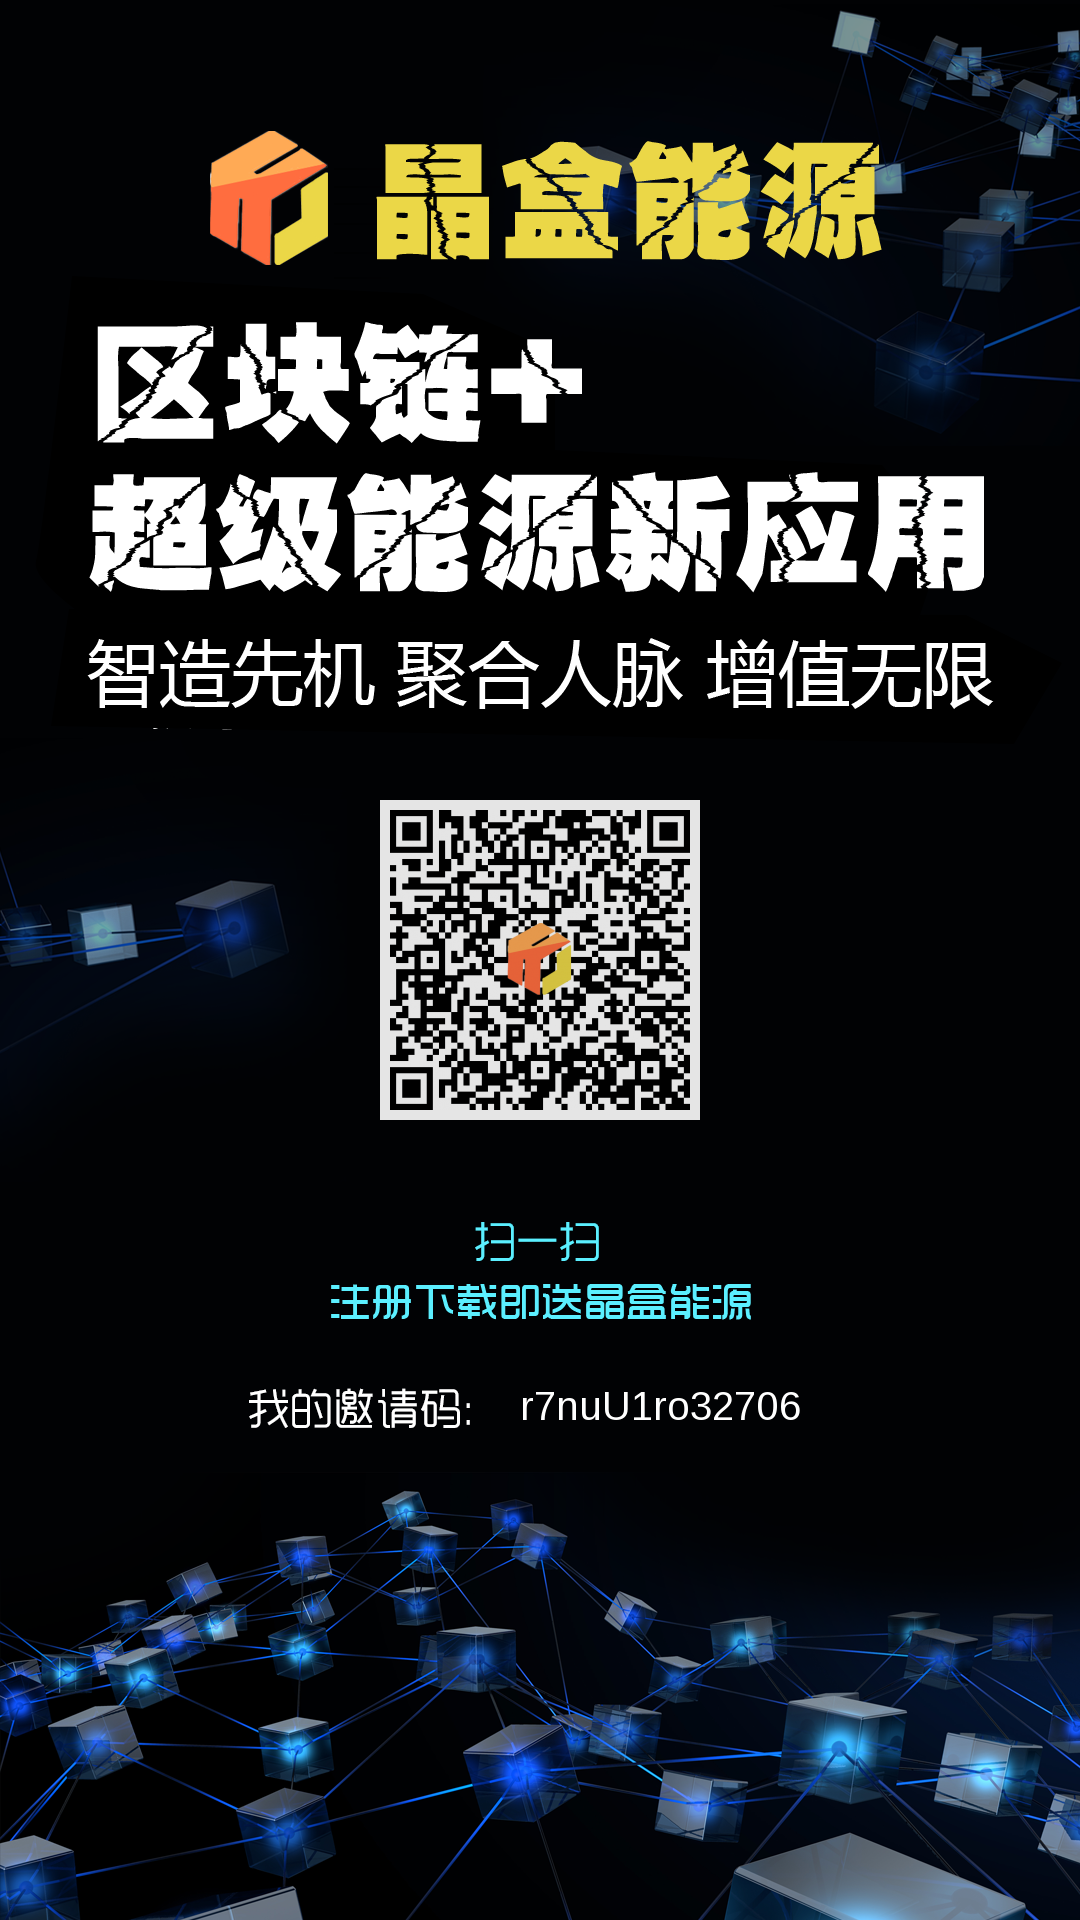 晶盒能源
区块链+
超级能源新应用
智造先机 聚合人脉 增值无限
扫一扫
注册下载即送晶盒能源
我的邀请码: r7nuU1ro32706